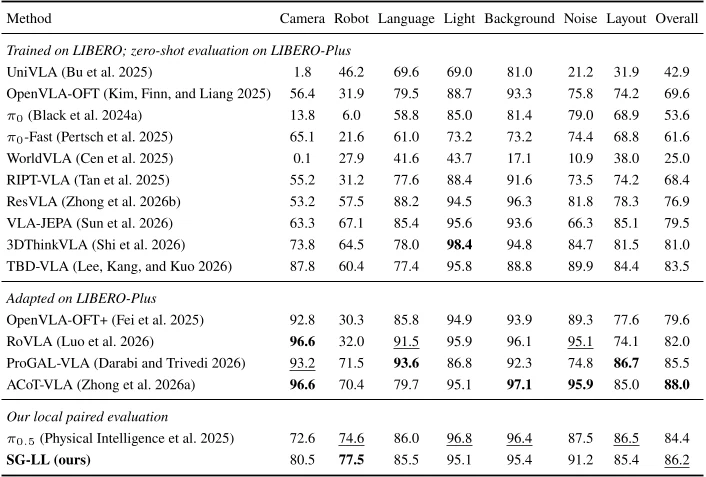 Method Camera Robot Language Light Background Noise Layout Overall
Trained on LIBERO; zero-shot evaluation on LIBERO-Plus
UniVLA (Bu et al. 2025) 1.8 46.2 69.6 69.0 81.0 21.2 31.9 42.9
OpenVLA-OFT (Kim, Finn, and Liang 2025) 56.4 31.9 79.5 88.7 93.3 75.8 74.2 69.6
π0 (Black et al. 2024a) 13.8 6.0 58.8 85.0 81.4 79.0 68.9 53.6
π0-Fast (Pertsch et al. 2025) 65.1 21.6 61.0 73.2 73.2 74.4 68.8 61.6
WorldVLA (Cen et al. 2025) 0.1 27.9 41.6 43.7 17.1 10.9 38.0 25.0
RIPT-VLA (Tan et al. 2025) 55.2 31.2 77.6 88.4 91.6 73.5 74.2 68.4
ResVLA (Zhong et al. 2026b) 53.2 57.5 88.2 94.5 96.3 81.8 78.3 76.9
VLA-JEPA (Sun et al. 2026) 63.3 67.1 85.4 95.6 93.6 66.3 85.1 79.5
3DThinkVLA (Shi et al. 2026) 73.8 64.5 78.0 98.4 94.8 84.7 81.5 81.0
TBD-VLA (Lee, Kang, and Kuo 2026) 87.8 60.4 77.4 95.8 88.8 89.9 84.4 83.5
Adapted on LIBERO-Plus
OpenVLA-OFT+ (Fei et al. 2025) 92.8 30.3 85.8 94.9 93.9 89.3 77.6 79.6
RoVLA (Luo et al. 2026) 96.6 32.0 91.5 95.9 96.1 95.1 74.1 82.0
ProGAL-VLA (Darabi and Trivedi 2026) 93.2 71.5 93.6 86.8 92.3 74.8 86.7 85.5
ACoT-VLA (Zhong et al. 2026a) 96.6 70.4 79.7 95.1 97.1 95.9 85.0 88.0
Our local paired evaluation
π0.5 (Physical Intelligence et al. 2025) 72.6 74.6 86.0 96.8 96.4 87.5 86.5 84.4
SG-LL (ours) 80.5 77.5 85.5 95.1 95.4 91.2 85.4 86.2